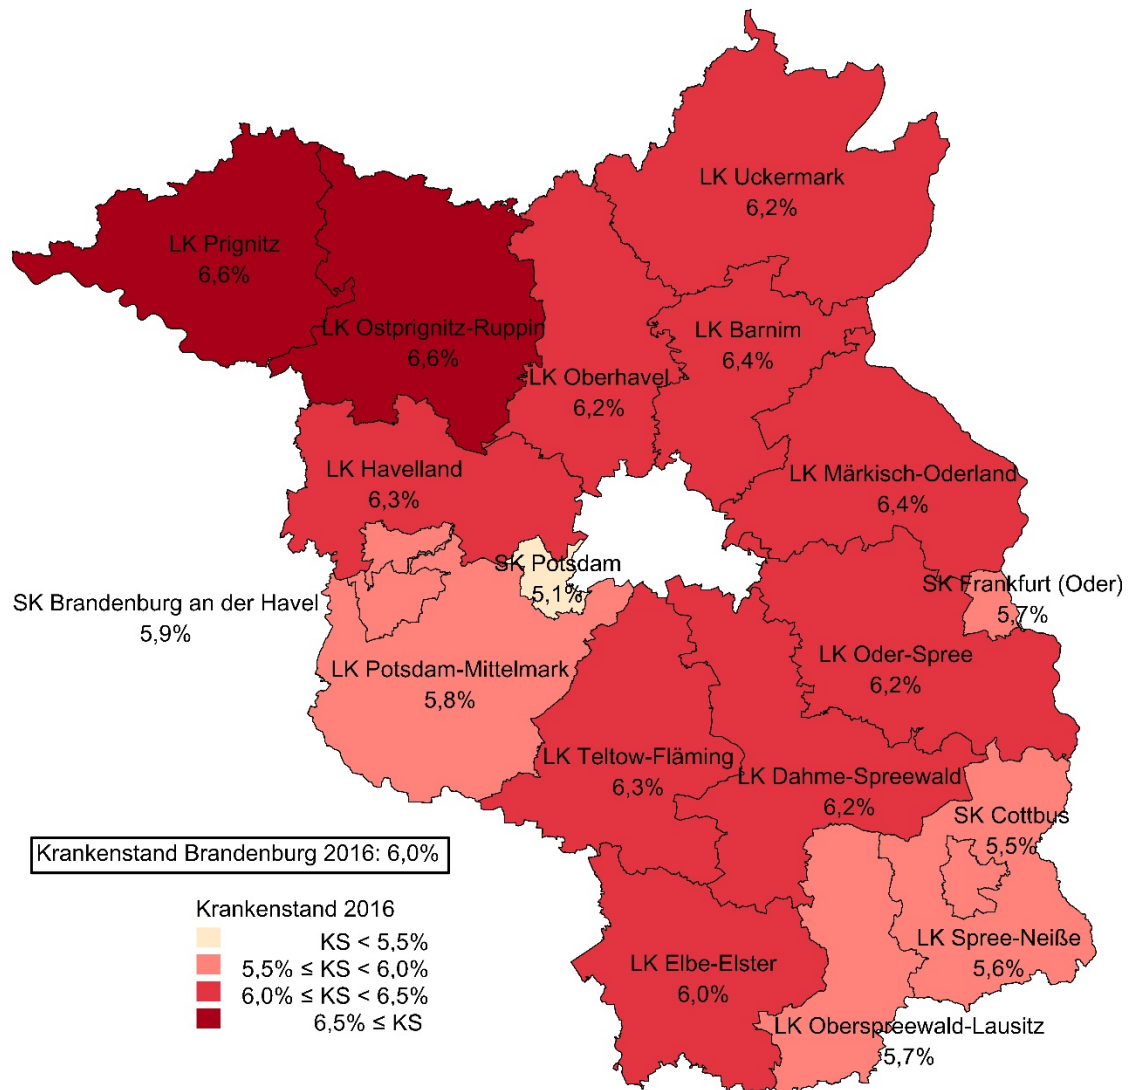 LK Uckermark
6,2%
LK Prignitz
6,6%
LK Ostprignitz-Ruppin
6,6%
LK Barnim
6,4%
LK Oberhavel
6,2%
LK Havelland
6,3%
LK Märkisch-Oderland
6,4%
SK Potsdam
5,1%
SK Frankfurt (Oder)
5,7%
SK Brandenburg an der Havel
5,9%
LK Potsdam-Mittelmark
5,8%
LK Oder-Spree
6,2%
LK Teltow-Fläming
6,3%
LK Dahme-Spreewald
6,2%
SK Cottbus
5,5%
LK Spree-Neiße
5,6%
LK Elbe-Elster
6,0%
LK Oberspreewald-Lausitz
5,7%
Krankenstand Brandenburg 2016: 6,0%
Krankenstand 2016
KS < 5,5%
5,5% ≤ KS < 6,0%
6,0% ≤ KS < 6,5%
6,5% ≤ KS